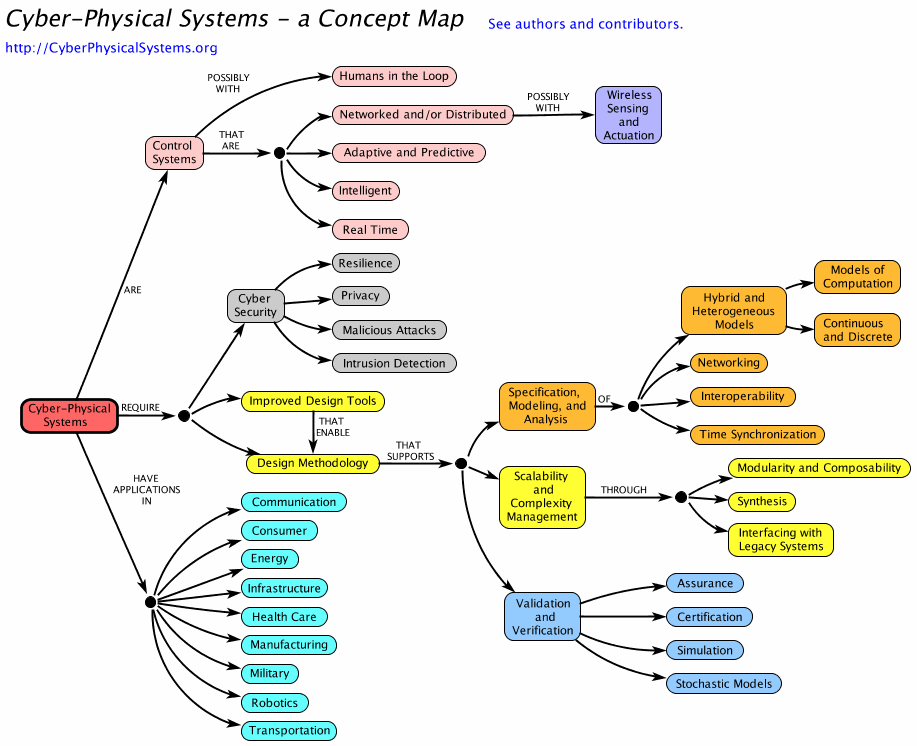 Cyber-Physical Systems - a Concept Map
See authors and contributors.
http://CyberPhysicalSystems.org
POSSIBLY
WITH
Humans in the Loop
Control
Systems
THAT
ARE
Networked and/or Distributed
POSSIBLY
WITH
Wireless
Sensing
and
Actuation
Adaptive and Predictive
Intelligent
Real Time
ARE
Cyber
Security
Resilience
Privacy
Malicious Attacks
Intrusion Detection
Cyber-Physical
Systems
REQUIRE
Improved Design Tools
THAT
ENABLE
Design Methodology
THAT
SUPPORTS
Specification,
Modeling, and
Analysis
OF
Hybrid and
Heterogeneous
Models
Models of
Computation
Continuous
and Discrete
Networking
Interoperability
Time Synchronization
Scalability
and
Complexity
Management
THROUGH
Modularity and Composability
Synthesis
Interfacing with
Legacy Systems
Validation
and
Verification
Assurance
Certification
Simulation
Stochastic Models
HAVE
APPLICATIONS
IN
Communication
Consumer
Energy
Infrastructure
Health Care
Manufacturing
Military
Robotics
Transportation